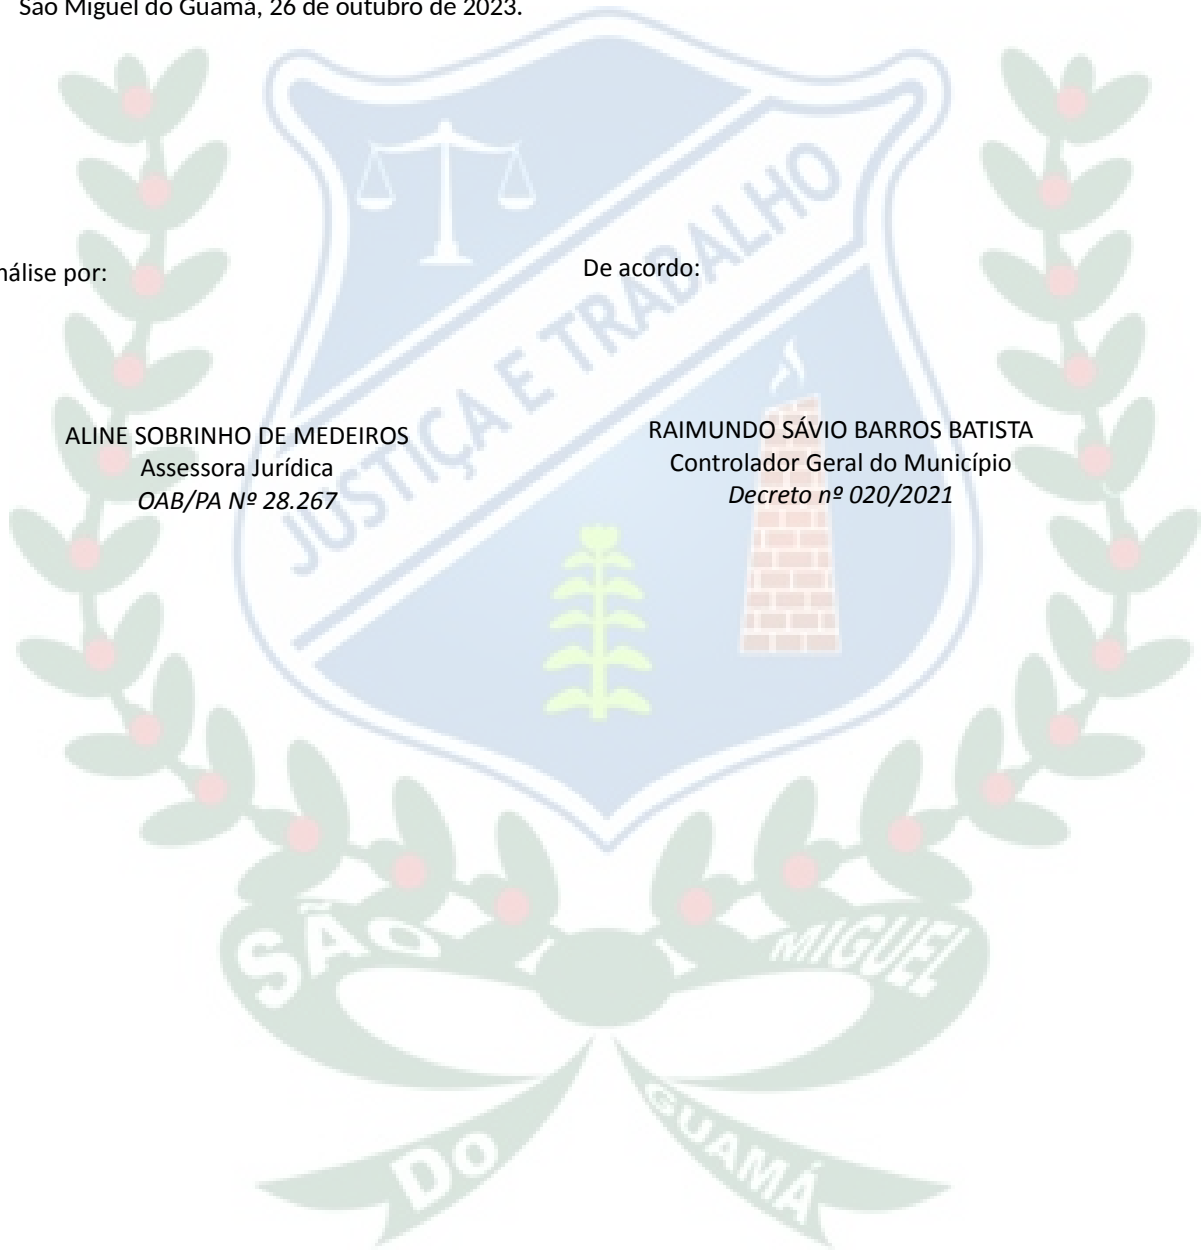 São Miguel do Guamá, 26 de outubro de 2023.
nálise por:
De acordo:
ALINE SOBRINHO DE MEDEIROS
Assessora Jurídica
OAB/PA Nº 28.267
RAIMUNDO SÁVIO BARROS BATISTA
Controlador Geral do Município
Decreto nº 020/2021
JUSTIÇA E TRABALHO
SÃO
MIGUEL
DO
GUAMÁ